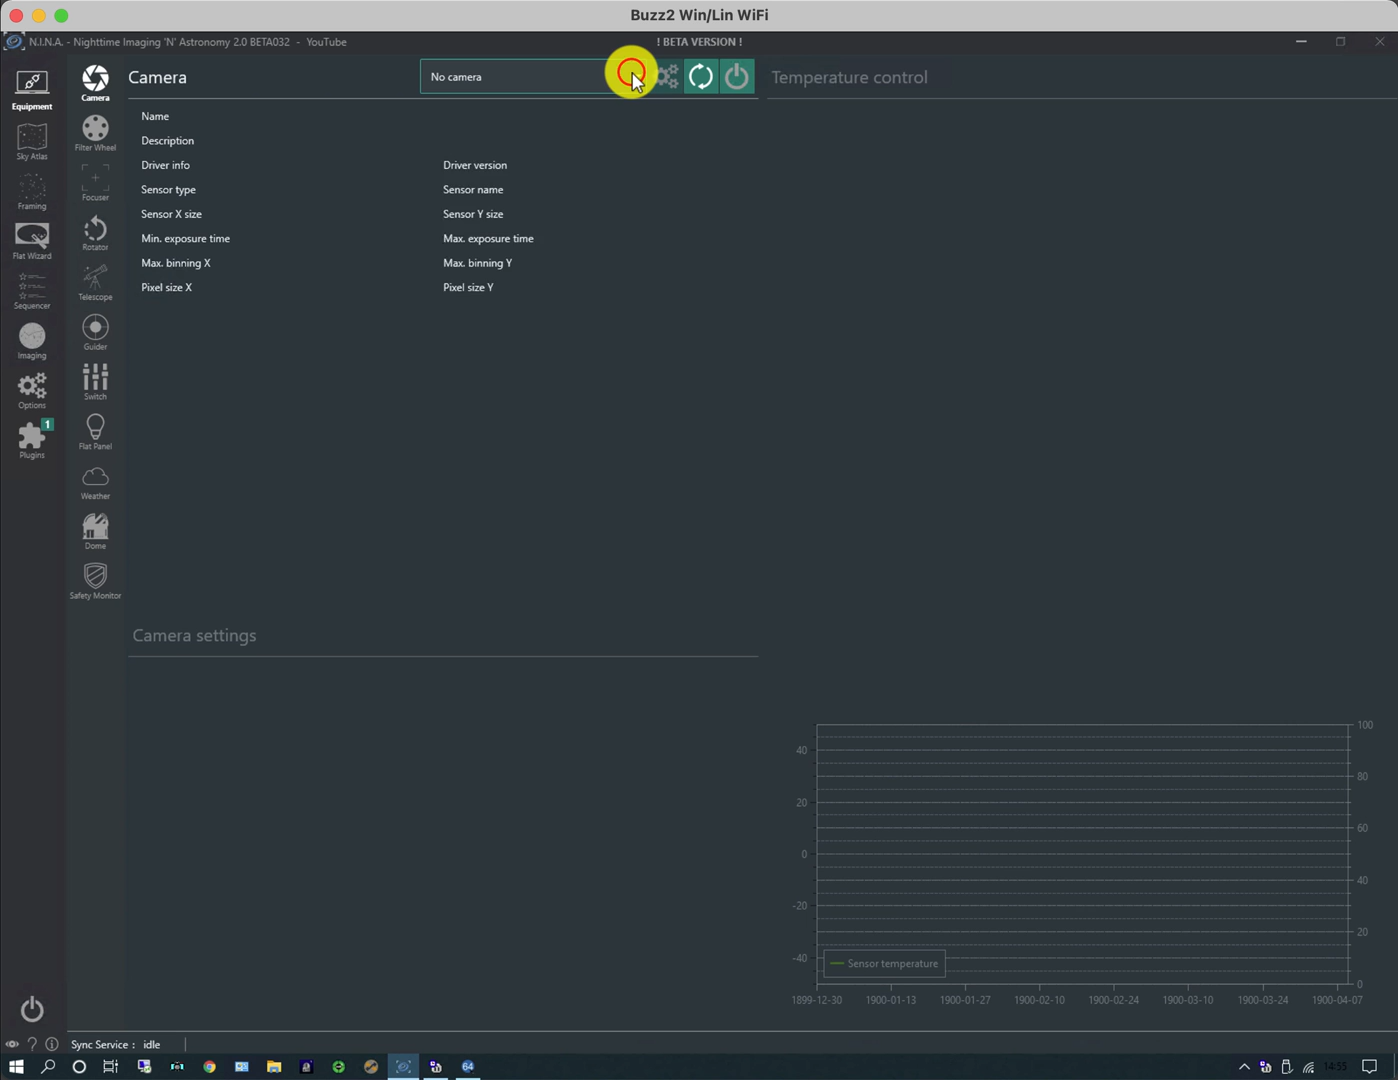 Buzz2 Win/Lin WiFi
N.I.N.A. - Nighttime Imaging 'N' Astronomy 2.0 BETA032 - YouTube
! BETA VERSION !
Equipment
Sky Atlas
Framing
Flat Wizard
Sequencer
Imaging
Options
1
Plugins
Camera
Filter Wheel
Focuser
Rotator
Telescope
Guider
Switch
Flat Panel
Weather
Dome
Safety Monitor
Camera
No camera
Temperature control
Name
Description
Driver info
Driver version
Sensor type
Sensor name
Sensor X size
Sensor Y size
Min. exposure time
Max. exposure time
Max. binning X
Max. binning Y
Pixel size X
Pixel size Y
Camera settings
40
20
0
-20
-40
100
80
60
40
20
0
Sensor temperature
1899-12-30 1900-01-13 1900-01-27 1900-02-10 1900-02-24 1900-03-10 1900-03-24 1900-04-07
Sync Service : idle
64
14:55